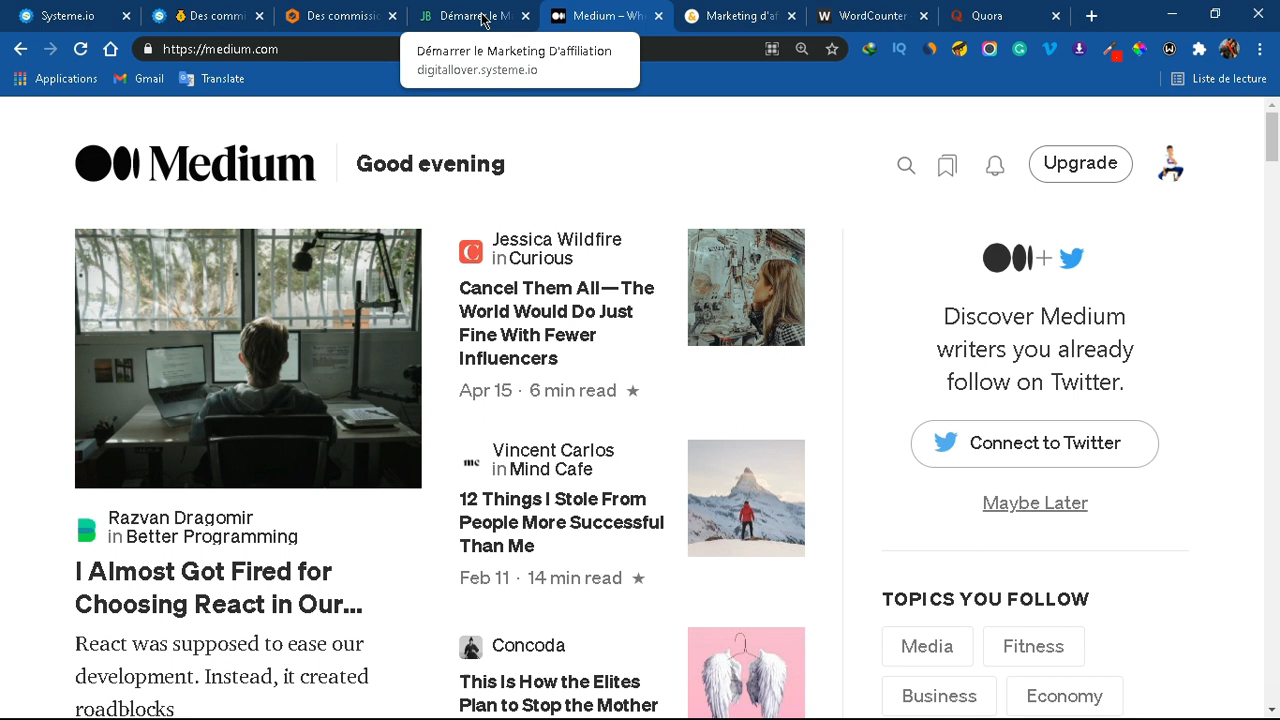 Systeme.io
Des commi
Des commissio
JB Démarrer le M
Medium – Whe
Marketing d'af
WordCounter
Quora
https://medium.com
Démarrer le Marketing D'affiliation
digitallover.systeme.io
Applications
Gmail
Translate
Liste de lecture
Medium
Good evening
Upgrade
Razvan Dragomir
in Better Programming
I Almost Got Fired for
Choosing React in Our...
React was supposed to ease our
development. Instead, it created
roadblocks
Jessica Wildfire
in Curious
Cancel Them All—The
World Would Do Just
Fine With Fewer
Influencers
Apr 15 · 6 min read ★
Vincent Carlos
in Mind Cafe
12 Things I Stole From
People More Successful
Than Me
Feb 11 · 14 min read ★
Concoda
This Is How the Elites
Plan to Stop the Mother
Discover Medium
writers you already
follow on Twitter.
Connect to Twitter
Maybe Later
TOPICS YOU FOLLOW
Media
Fitness
Business
Economy